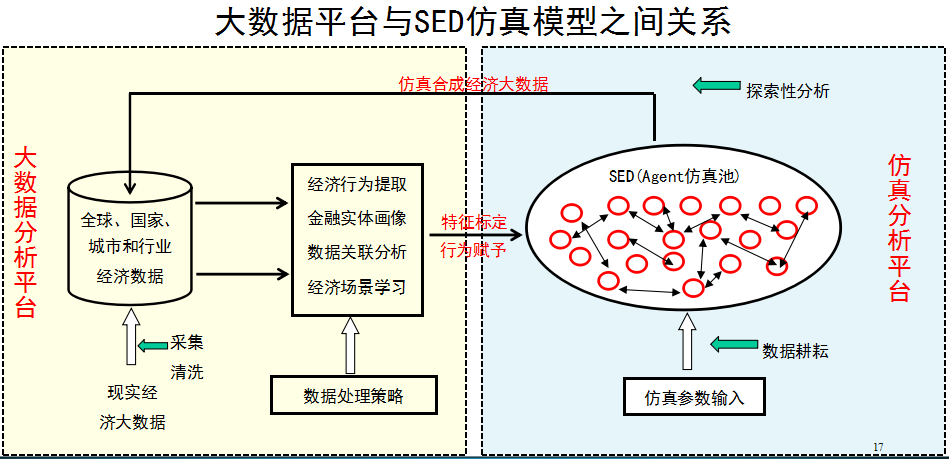 大数据平台与SED仿真模型之间关系
仿真合成经济大数据
探索性分析
大数据分析平台
全球、国家、
城市和行业
经济数据
经济行为提取
金融实体画像
数据关联分析
经济场景学习
特征标定
行为赋予
SED(Agent仿真池)
仿真分析平台
采集
清洗
现实经
济大数据
数据处理策略
数据耕耘
仿真参数输入
17